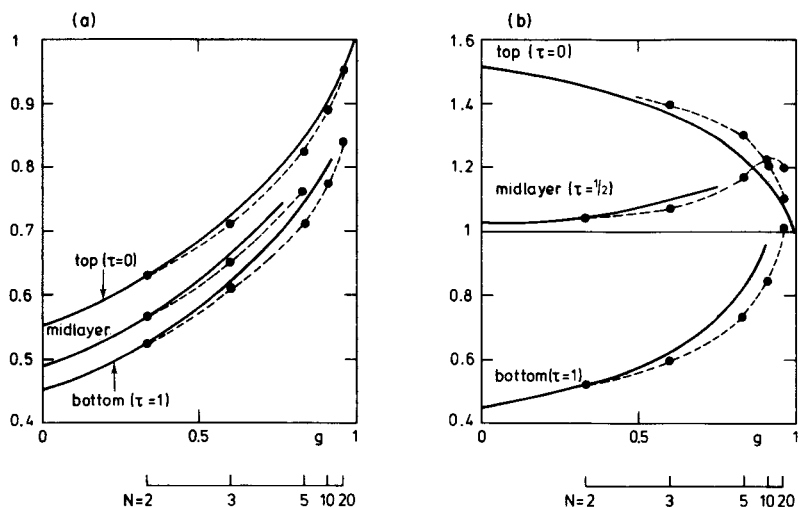 (a)
1
0.9
0.8
0.7
0.6
0.5
0.4
top (τ=0)
midlayer
bottom (τ=1)
0
0.5
g
1
N=2
3
5
10
20
(b)
1.6
1.4
1.2
1
0.8
0.6
0.4
top (τ=0)
midlayer (τ=1/2)
bottom(τ=1)
0
0.5
g
1
N=2
3
5
10
20